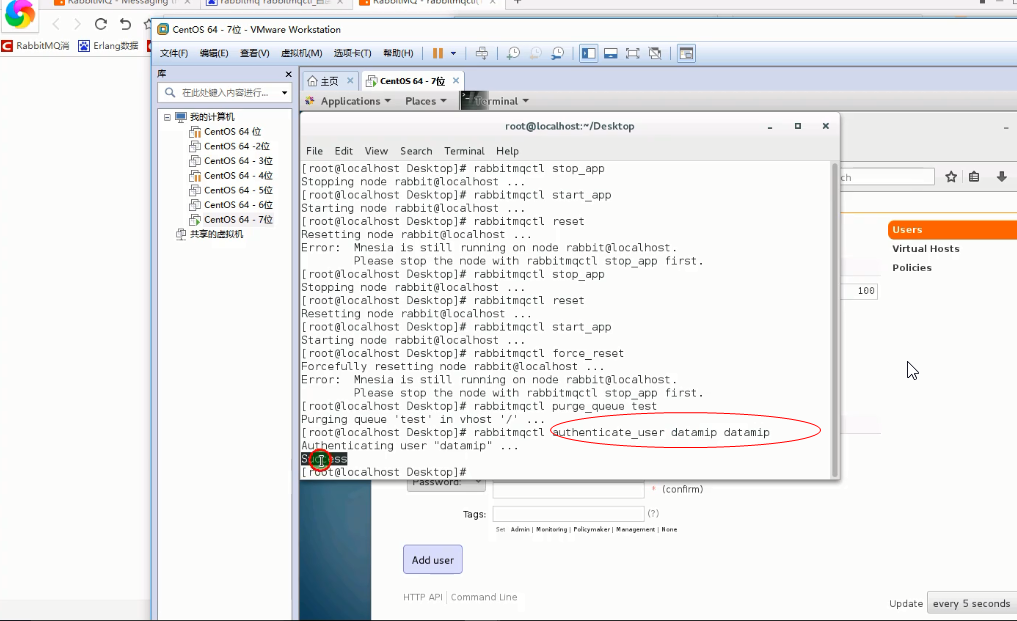 RabbitMQ - Messaging t
rabbitmq rabbitmqctl_百
RabbitMQ - rabbitmqctl(
RabbitMQ消
Erlang数据
CentOS 64 - 7位 - VMware Workstation
文件(F) 编辑(E) 查看(V) 虚拟机(M) 选项卡(T) 帮助(H)
库
在此处键入内容进行...
我的计算机
CentOS 64 位
CentOS 64 -2位
CentOS 64 - 3位
CentOS 64 - 4位
CentOS 64 - 5位
CentOS 64 - 6位
CentOS 64 - 7位
共享的虚拟机
主页
CentOS 64 - 7位
Applications Places Terminal
root@localhost:~/Desktop
File Edit View Search Terminal Help
[root@localhost Desktop]# rabbitmqctl stop_app
Stopping node rabbit@localhost ...
[root@localhost Desktop]# rabbitmqctl start_app
Starting node rabbit@localhost ...
[root@localhost Desktop]# rabbitmqctl reset
Resetting node rabbit@localhost ...
Error: Mnesia is still running on node rabbit@localhost.
Please stop the node with rabbitmqctl stop_app first.
[root@localhost Desktop]# rabbitmqctl stop_app
Stopping node rabbit@localhost ...
[root@localhost Desktop]# rabbitmqctl reset
Resetting node rabbit@localhost ...
[root@localhost Desktop]# rabbitmqctl start_app
Starting node rabbit@localhost ...
[root@localhost Desktop]# rabbitmqctl force_reset
Forcefully resetting node rabbit@localhost ...
Error: Mnesia is still running on node rabbit@localhost.
Please stop the node with rabbitmqctl stop_app first.
[root@localhost Desktop]# rabbitmqctl purge_queue test
Purging queue 'test' in vhost '/' ...
[root@localhost Desktop]# rabbitmqctl authenticate_user datamip datamip
Authenticating user "datamip" ...
Success
[root@localhost Desktop]#
ch
Users
Virtual Hosts
Policies
100
Password:
* (confirm)
Tags:
(?)
Set Admin | Monitoring | Policymaker | Management | None
Add user
HTTP API | Command Line
Update every 5 seconds